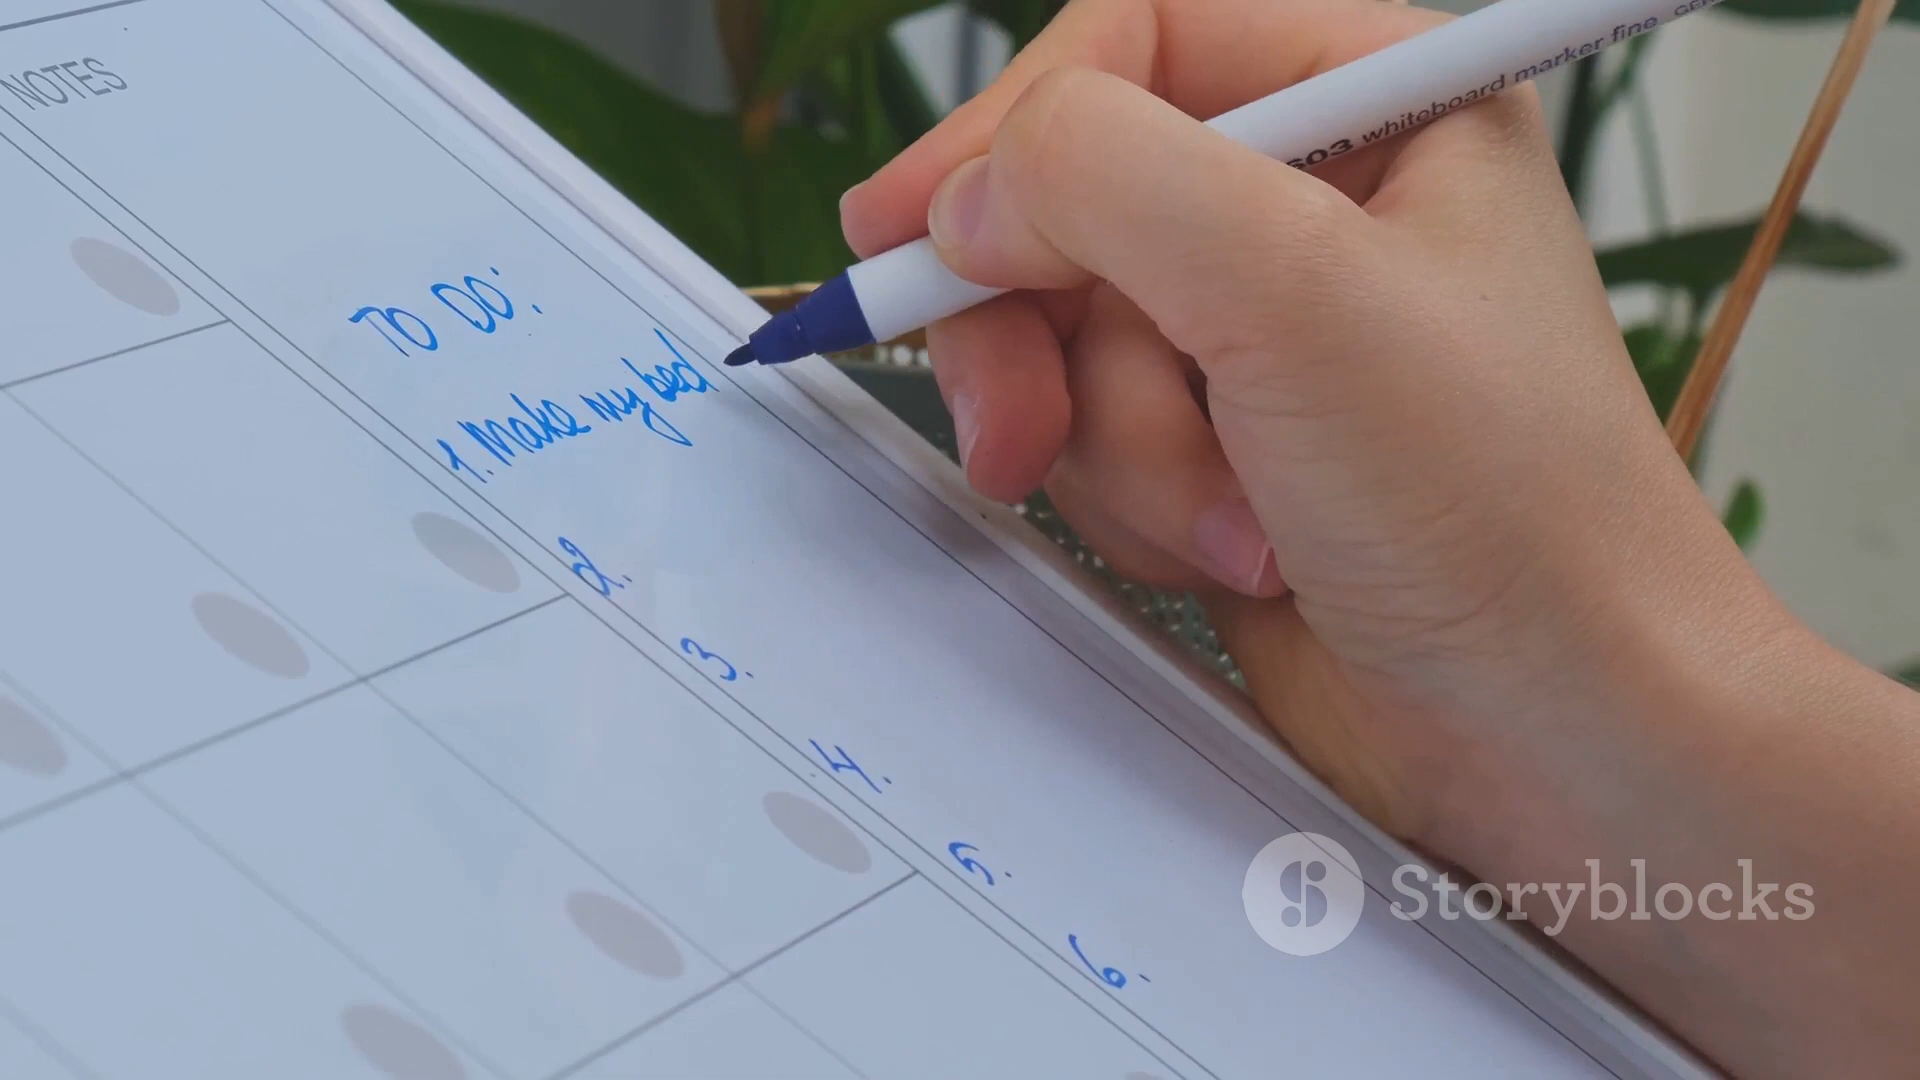 NOTES
TO DO:
1. Make my bed
2.
3.
4.
5.
6.
603 whiteboard marker fine
Storyblocks